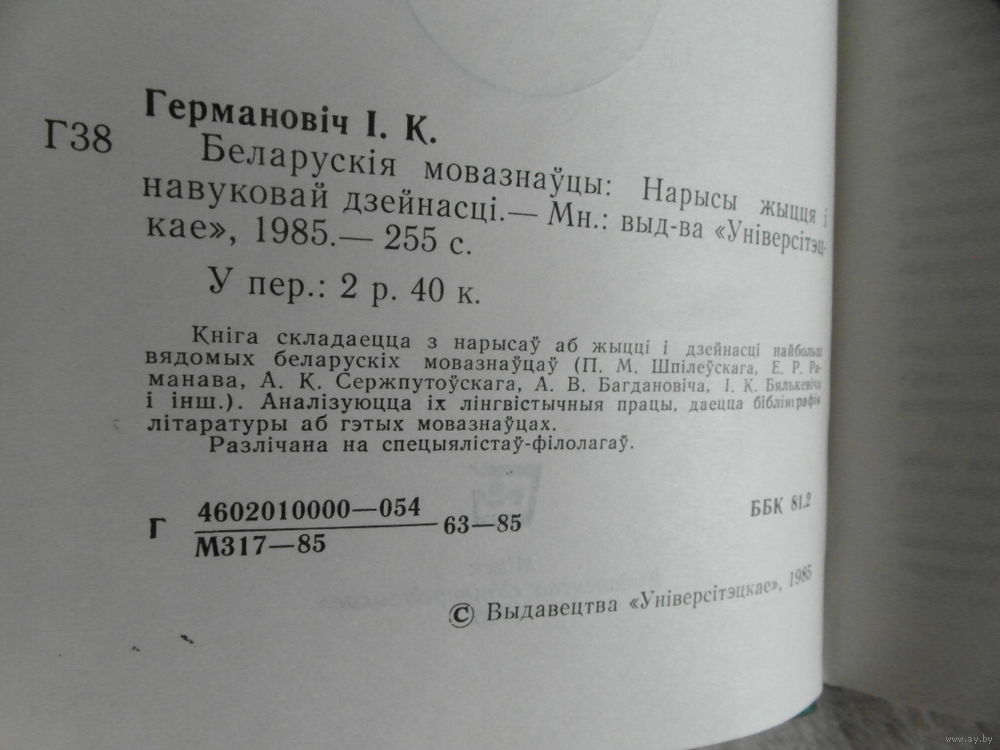 Германовіч І. К.
Г38
Беларускія мовазнаўцы: Нарысы жыцця і
навуковай дзейнасці.— Мн.: выд-ва «Універсітэц-
кае», 1985.— 255 с.
У пер.: 2 р. 40 к.
Кніга складаецца з нарысаў аб жыцці і дзейнасці найбольш
вядомых беларускіх мовазнаўцаў (П. М. Шпілеўскага, Е. Р. Ра-
манава, А. К. Сержпутоўскага, А. В. Багдановіча, І. К. Бялькевіча
і інш.). Аналізуюцца іх лінгвістычныя працы, даецца бібліяграфія
літаратуры аб гэтых мовазнаўцах.
Разлічана на спецыялістаў-філолагаў.
Г 4602010000—054 63—85
М317—85
ББК 81.2
© Выдавецтва «Універсітэцкае», 1985
www.ay.by